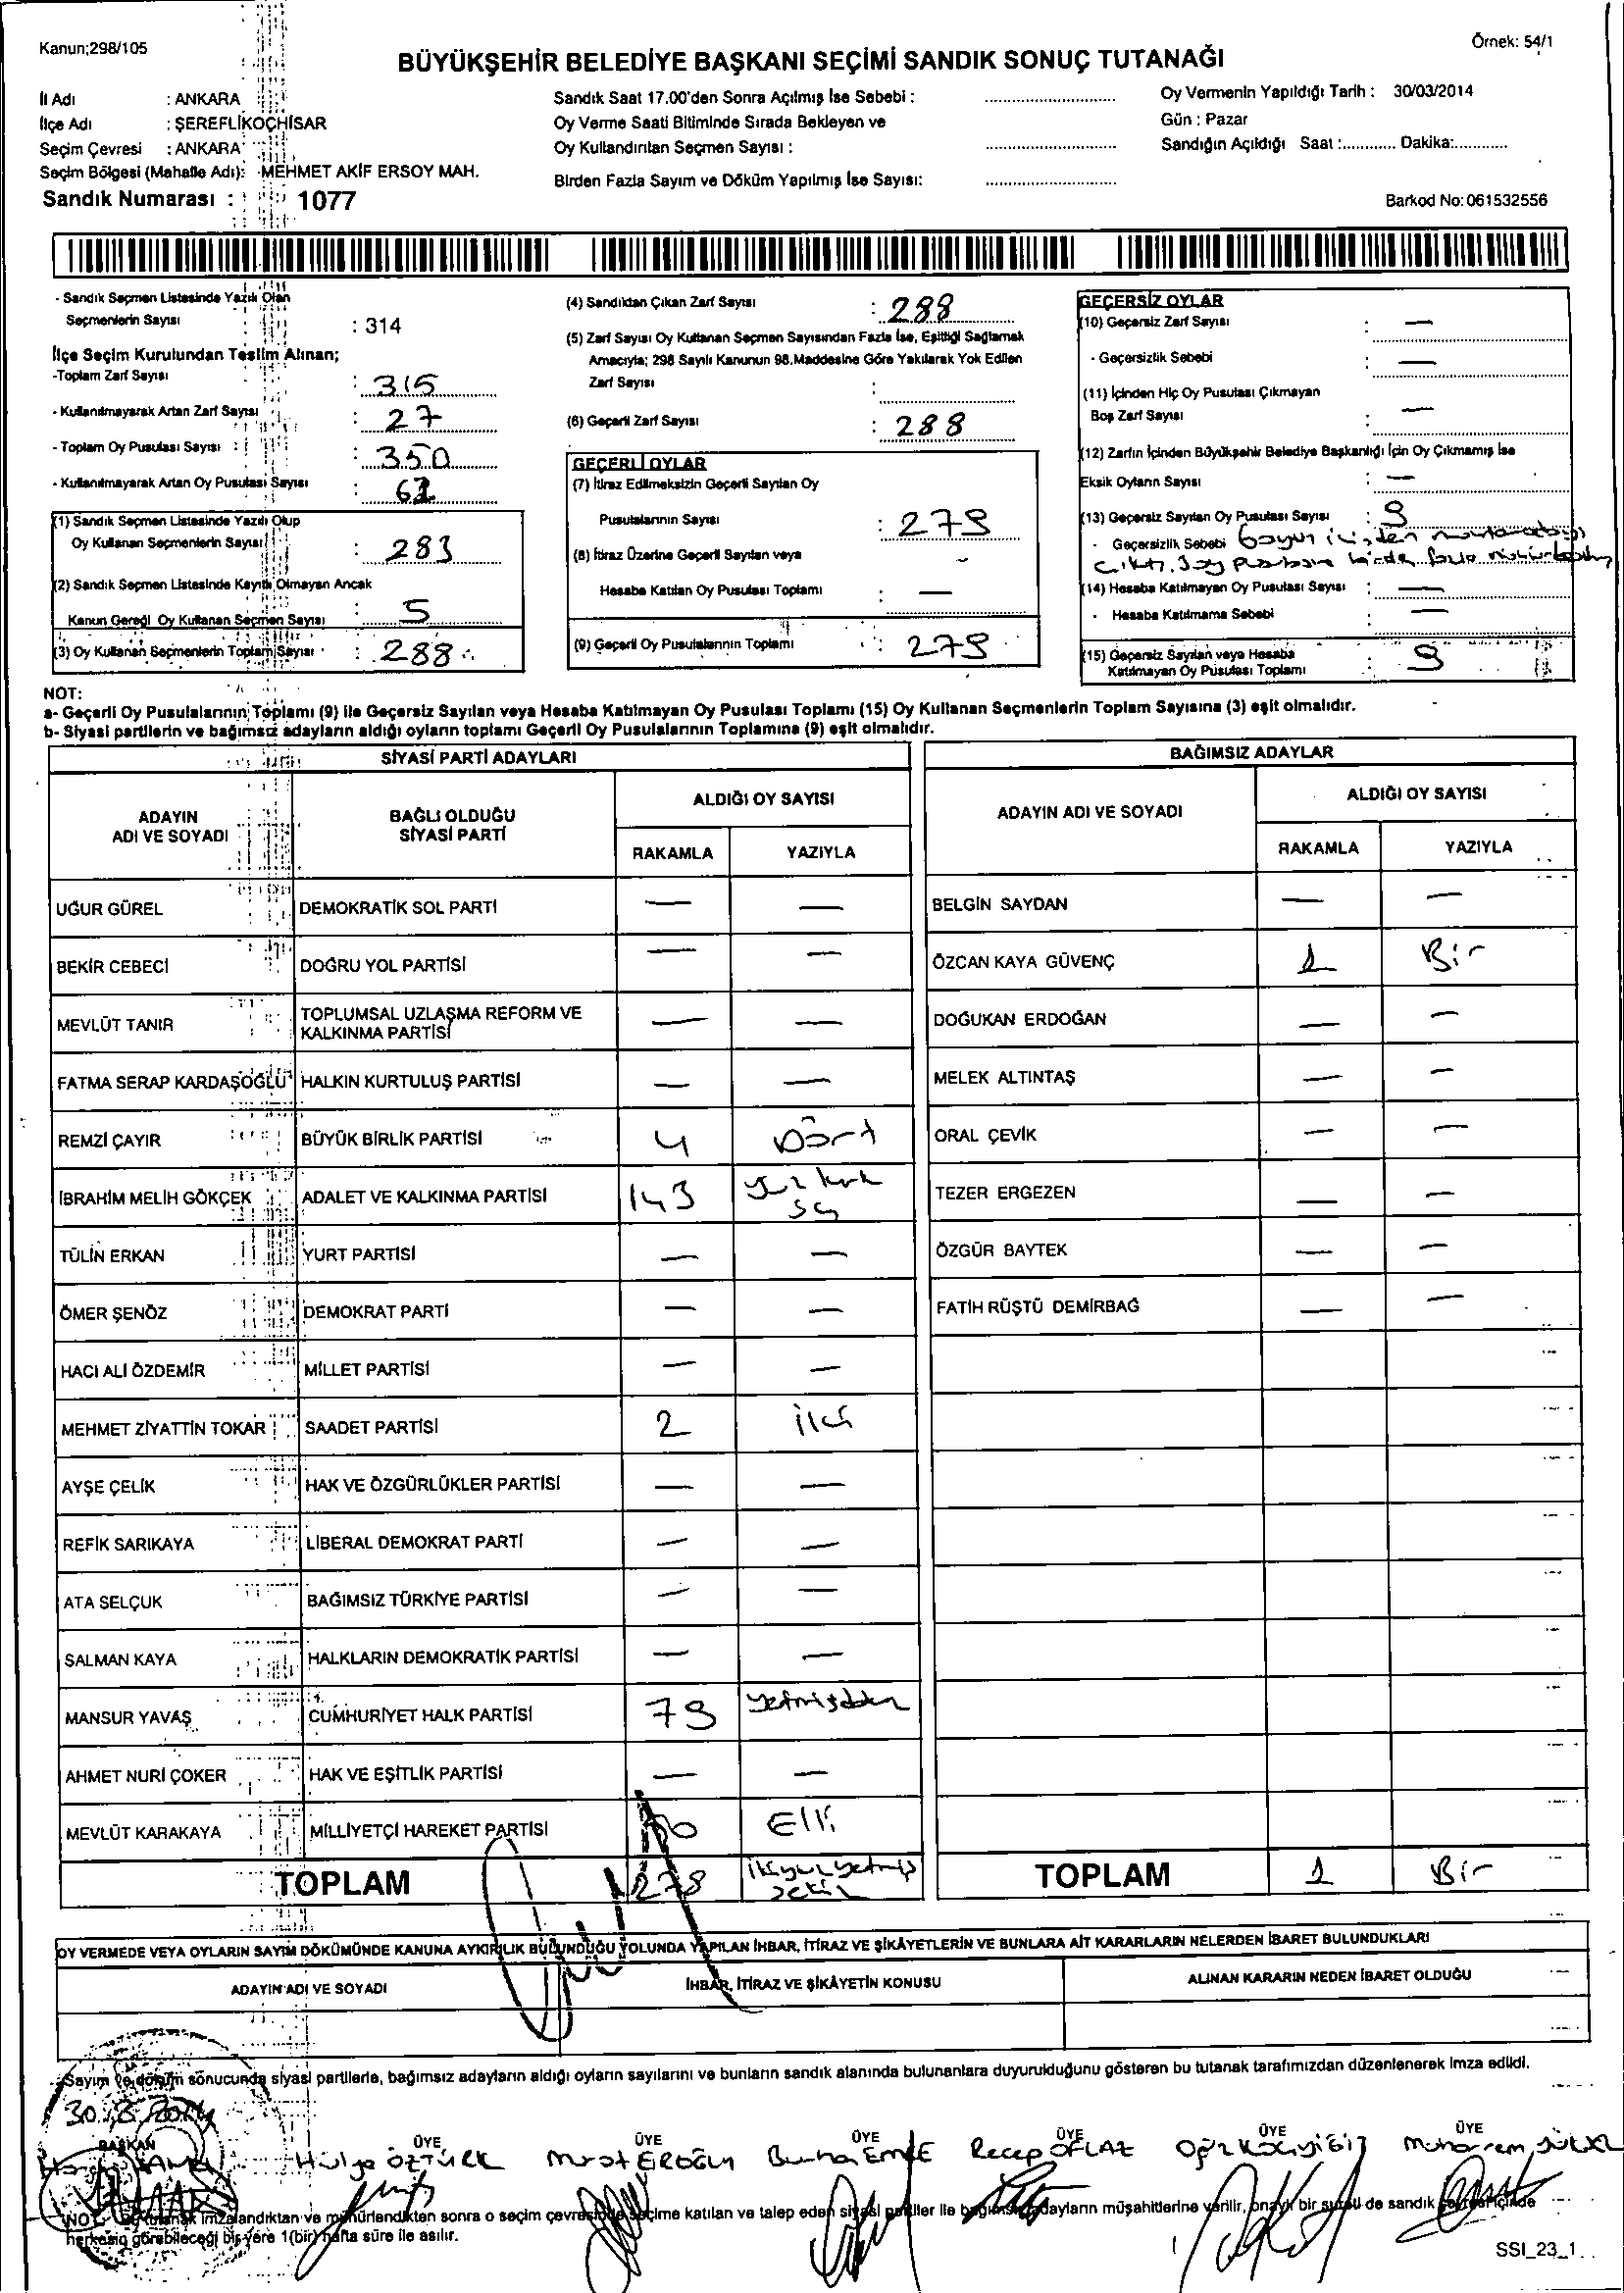 Kanun;298/105
Örnek: 54/1
BÜYÜKŞEHİR BELEDİYE BAŞKANI SEÇİMİ SANDIK SONUÇ TUTANAĞI
İl Adı : ANKARA
İlçe Adı : ŞEREFLİKOÇHİSAR
Seçim Çevresi : ANKARA
Seçim Bölgesi (Mahalle Adı): MEHMET AKİF ERSOY MAH.
Sandık Numarası : 1077
Sandık Saat 17.00'den Sonra Açılmış İse Sebebi :
Oy Verme Saati Bitiminde Sırada Bekleyen ve
Oy Kullandırılan Seçmen Sayısı :
Birden Fazla Sayım ve Döküm Yapılmış İse Sayısı:
Oy Vermenin Yapıldığı Tarih : 30/03/2014
Gün : Pazar
Sandığın Açıldığı Saat :............ Dakika:...........
Barkod No: 061532556
- Sandık Seçmen Listesinde Yazılı Olan
Seçmenlerin Sayısı : 314
İlçe Seçim Kurulundan Teslim Alınan;
-Toplam Zarf Sayısı : 315
- Kullanılmayarak Artan Zarf Sayısı : 27
- Toplam Oy Pusulası Sayısı : 350
- Kullanılmayarak Artan Oy Pusulası Sayısı : 62
(1) Sandık Seçmen Listesinde Yazılı Olup
Oy Kullanan Seçmenlerin Sayısı : 283
(2) Sandık Seçmen Listesinde Kayıtlı Olmayan Ancak
Kanun Gereği Oy Kullanan Seçmen Sayısı : 5
(3) Oy Kullanan Seçmenlerin Toplam Sayısı : 288
(4) Sandıktan Çıkan Zarf Sayısı : 288
(5) Zarf Sayısı Oy Kullanan Seçmen Sayısından Fazla İse, Eşitliği Sağlamak
Amacıyla; 298 Sayılı Kanunun 98.Maddesine Göre Yakılarak Yok Edilen
Zarf Sayısı :
(6) Geçerli Zarf Sayısı : 288
GEÇERLİ OYLAR
(7) İtiraz Edilmeksizin Geçerli Sayılan Oy
Pusulalarının Sayısı : 279
(8) İtiraz Üzerine Geçerli Sayılan veya
Hesaba Katılan Oy Pusulası Toplamı : —
(9) Geçerli Oy Pusulalarının Toplamı : 279
GEÇERSİZ OYLAR
(10) Geçersiz Zarf Sayısı : —
- Geçersizlik Sebebi : —
(11) İçinden Hiç Oy Pusulası Çıkmayan
Boş Zarf Sayısı : —
(12) Zarfın İçinden Büyükşehir Belediye Başkanlığı İçin Oy Çıkmamış İse
Eksik Oyların Sayısı : —
(13) Geçersiz Sayılan Oy Pusulası Sayısı : 9
- Geçersizlik Sebebi
(14) Hesaba Katılmayan Oy Pusulası Sayısı : —
- Hesaba Katılmama Sebebi : —
(15) Geçersiz Sayılan veya Hesaba
Katılmayan Oy Pusulası Toplamı : 9
NOT:
a- Geçerli Oy Pusulalarının Toplamı (9) ile Geçersiz Sayılan veya Hesaba Katılmayan Oy Pusulası Toplamı (15) Oy Kullanan Seçmenlerin Toplam Sayısına (3) eşit olmalıdır.
b- Siyasi partilerin ve bağımsız adayların aldığı oyların toplamı Geçerli Oy Pusulalarının Toplamına (9) eşit olmalıdır.
SİYASİ PARTİ ADAYLARI
ADAYIN ADI VE SOYADI
BAĞLI OLDUĞU SİYASİ PARTİ
ALDIĞI OY SAYISI
RAKAMLA YAZIYLA
UĞUR GÜREL DEMOKRATİK SOL PARTİ — —
BEKİR CEBECİ DOĞRU YOL PARTİSİ — —
MEVLÜT TANIR TOPLUMSAL UZLAŞMA REFORM VE KALKINMA PARTİSİ — —
FATMA SERAP KARDAŞOĞLU HALKIN KURTULUŞ PARTİSİ — —
REMZİ ÇAYIR BÜYÜK BİRLİK PARTİSİ 4 Dört
İBRAHİM MELİH GÖKÇEK ADALET VE KALKINMA PARTİSİ 143
TÜLİN ERKAN YURT PARTİSİ — —
ÖMER ŞENÖZ DEMOKRAT PARTİ — —
HACI ALİ ÖZDEMİR MİLLET PARTİSİ — —
MEHMET ZİYATTİN TOKAR SAADET PARTİSİ 2 İki
AYŞE ÇELİK HAK VE ÖZGÜRLÜKLER PARTİSİ — —
REFİK SARIKAYA LİBERAL DEMOKRAT PARTİ — —
ATA SELÇUK BAĞIMSIZ TÜRKİYE PARTİSİ — —
SALMAN KAYA HALKLARIN DEMOKRATİK PARTİSİ — —
MANSUR YAVAŞ CUMHURİYET HALK PARTİSİ 79
AHMET NURİ ÇOKER HAK VE EŞİTLİK PARTİSİ — —
MEVLÜT KARAKAYA MİLLİYETÇİ HAREKET PARTİSİ 50 Elli
TOPLAM 278
BAĞIMSIZ ADAYLAR
ADAYIN ADI VE SOYADI
ALDIĞI OY SAYISI
RAKAMLA YAZIYLA
BELGİN SAYDAN — —
ÖZCAN KAYA GÜVENÇ 1 Bir
DOĞUKAN ERDOĞAN — —
MELEK ALTINTAŞ — —
ORAL ÇEVİK — —
TEZER ERGEZEN — —
ÖZGÜR BAYTEK — —
FATİH RÜŞTÜ DEMİRBAĞ — —
TOPLAM 1 Bir
OY VERMEDE VEYA OYLARIN SAYIM DÖKÜMÜNDE KANUNA AYKIRILIK BULUNDUĞU YOLUNDA YAPILAN İHBAR, İTİRAZ VE ŞİKÂYETLERİN VE BUNLARA AİT KARARLARIN NELERDEN İBARET BULUNDUKLARI
ADAYIN ADI VE SOYADI
İHBAR, İTİRAZ VE ŞİKÂYETİN KONUSU
ALINAN KARARIN NEDEN İBARET OLDUĞU
Sayım ve döküm sonucunda siyasi partilerle, bağımsız adayların aldığı oyların sayılarını ve bunların sandık alanında bulunanlara duyurulduğunu gösteren bu tutanak tarafımızdan düzenlenerek imza edildi.
BAŞKAN ÜYE ÜYE ÜYE ÜYE ÜYE ÜYE
Hülya ÖZTÜRK Murat EROĞLU EMRE Recep OFLAZ
imzalandıktan ve mühürlendikten sonra o seçim çevresinde seçime katılan ve talep eden siyasi partiler ile bağımsız adayların müşahitlerine verilir, onaylı bir sureti de sandık çevresi içinde
herkesin görebileceği bir yere 1(bir) hafta süre ile asılır.
SSI_23_1